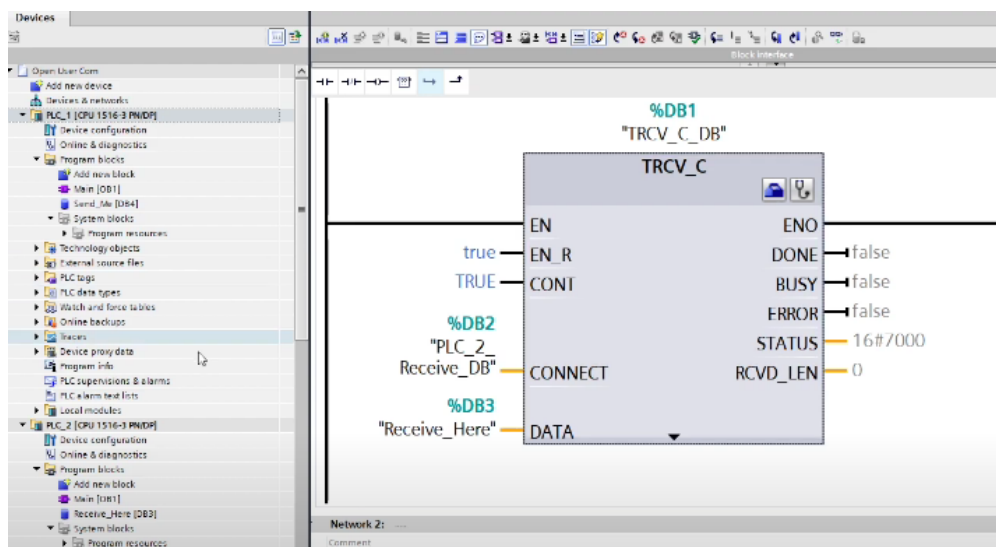 Devices
Open User Com
Add new device
Devices & networks
PLC_1 [CPU 1516-3 PN/DP]
Device configuration
Online & diagnostics
Program blocks
Add new block
Main [OB1]
Send_Me [DB4]
System blocks
Program resources
Technology objects
External source files
PLC tags
PLC data types
Watch and force tables
Online backups
Traces
Device proxy data
Program info
PLC supervisions & alarms
PLC alarm text lists
Local modules
PLC_2 [CPU 1516-3 PN/DP]
Device configuration
Online & diagnostics
Program blocks
Add new block
Main [OB1]
Receive_Here [DB3]
System blocks
Program resources
Block interface
%DB1
"TRCV_C_DB"
TRCV_C
EN ENO
true EN_R DONE false
TRUE CONT BUSY false
ERROR false
%DB2
"PLC_2_
Receive_DB" CONNECT
STATUS 16#7000
RCVD_LEN 0
%DB3
"Receive_Here" DATA
Network 2: ....
Comment